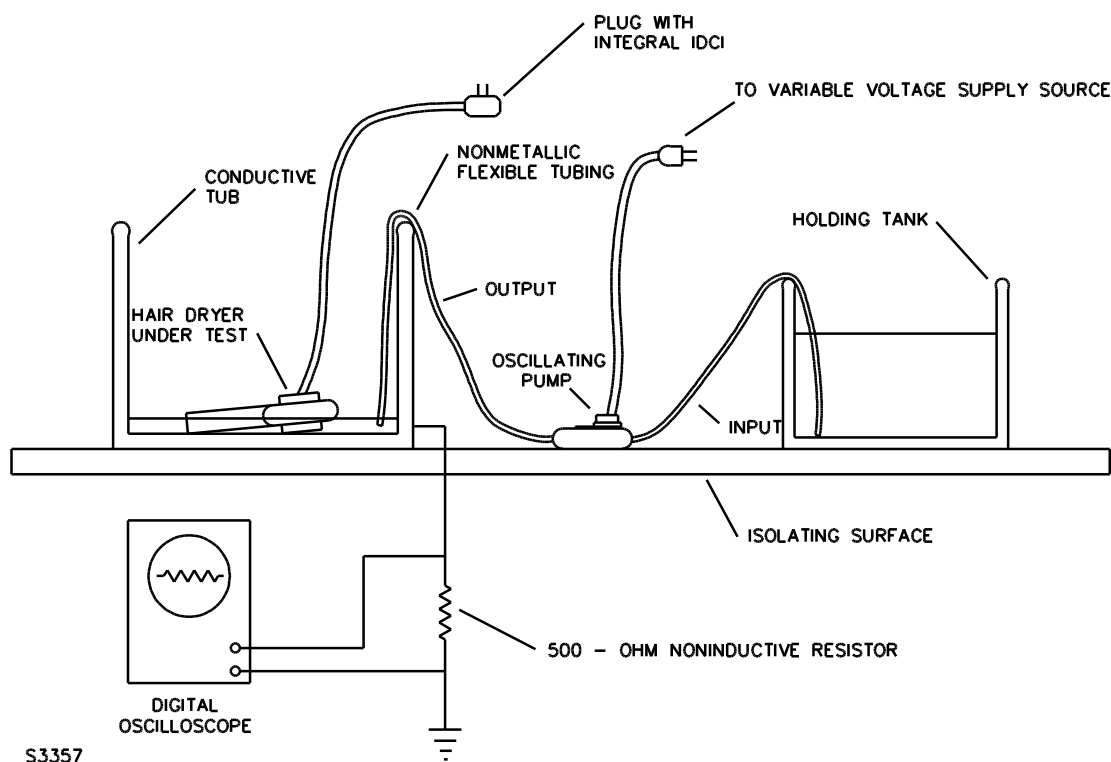 PLUG WITH
INTEGRAL IDCI
TO VARIABLE VOLTAGE SUPPLY SOURCE
NONMETALLIC
FLEXIBLE TUBING
CONDUCTIVE
TUB
HOLDING TANK
OUTPUT
HAIR DRYER
UNDER TEST
OSCILLATING
PUMP
INPUT
ISOLATING SURFACE
500 - OHM NONINDUCTIVE RESISTOR
DIGITAL
OSCILLOSCOPE
S3357